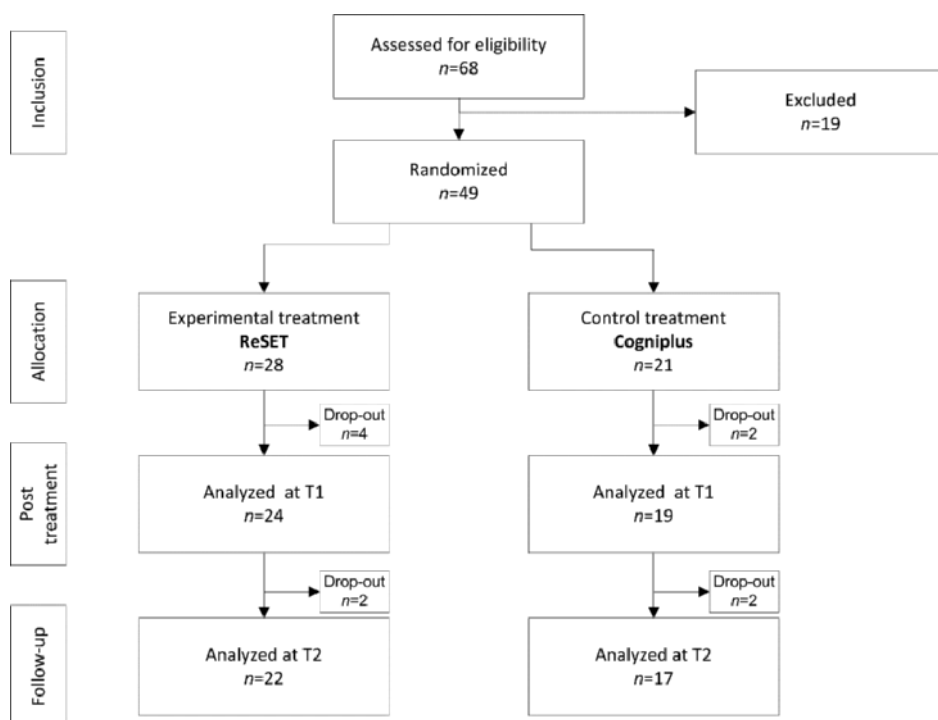 Inclusion
Assessed for eligibility
n=68
Excluded
n=19
Randomized
n=49
Allocation
Experimental treatment
ReSET
n=28
Control treatment
Cogniplus
n=21
Drop-out
n=4
Drop-out
n=2
Post
treatment
Analyzed at T1
n=24
Analyzed at T1
n=19
Drop-out
n=2
Drop-out
n=2
Follow-up
Analyzed at T2
n=22
Analyzed at T2
n=17